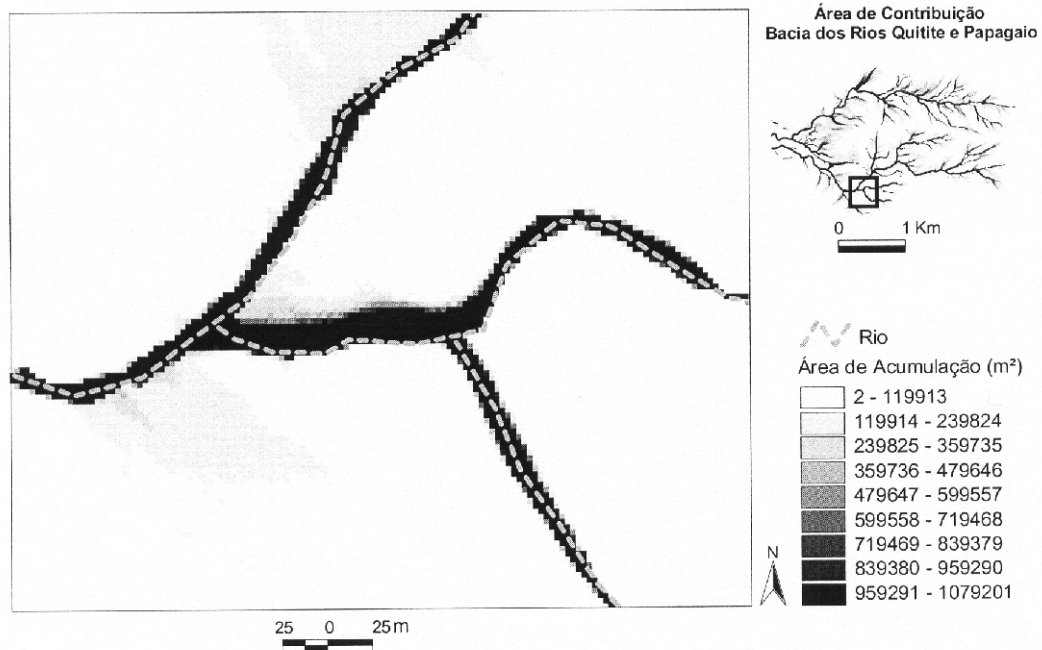 Área de Contribuição
Bacia dos Rios Quitite e Papagaio
0 1 Km
Rio
Área de Acumulação (m²)
2 - 119913
119914 - 239824
239825 - 359735
359736 - 479646
479647 - 599557
599558 - 719468
719469 - 839379
839380 - 959290
959291 - 1079201
N
25 0 25 m